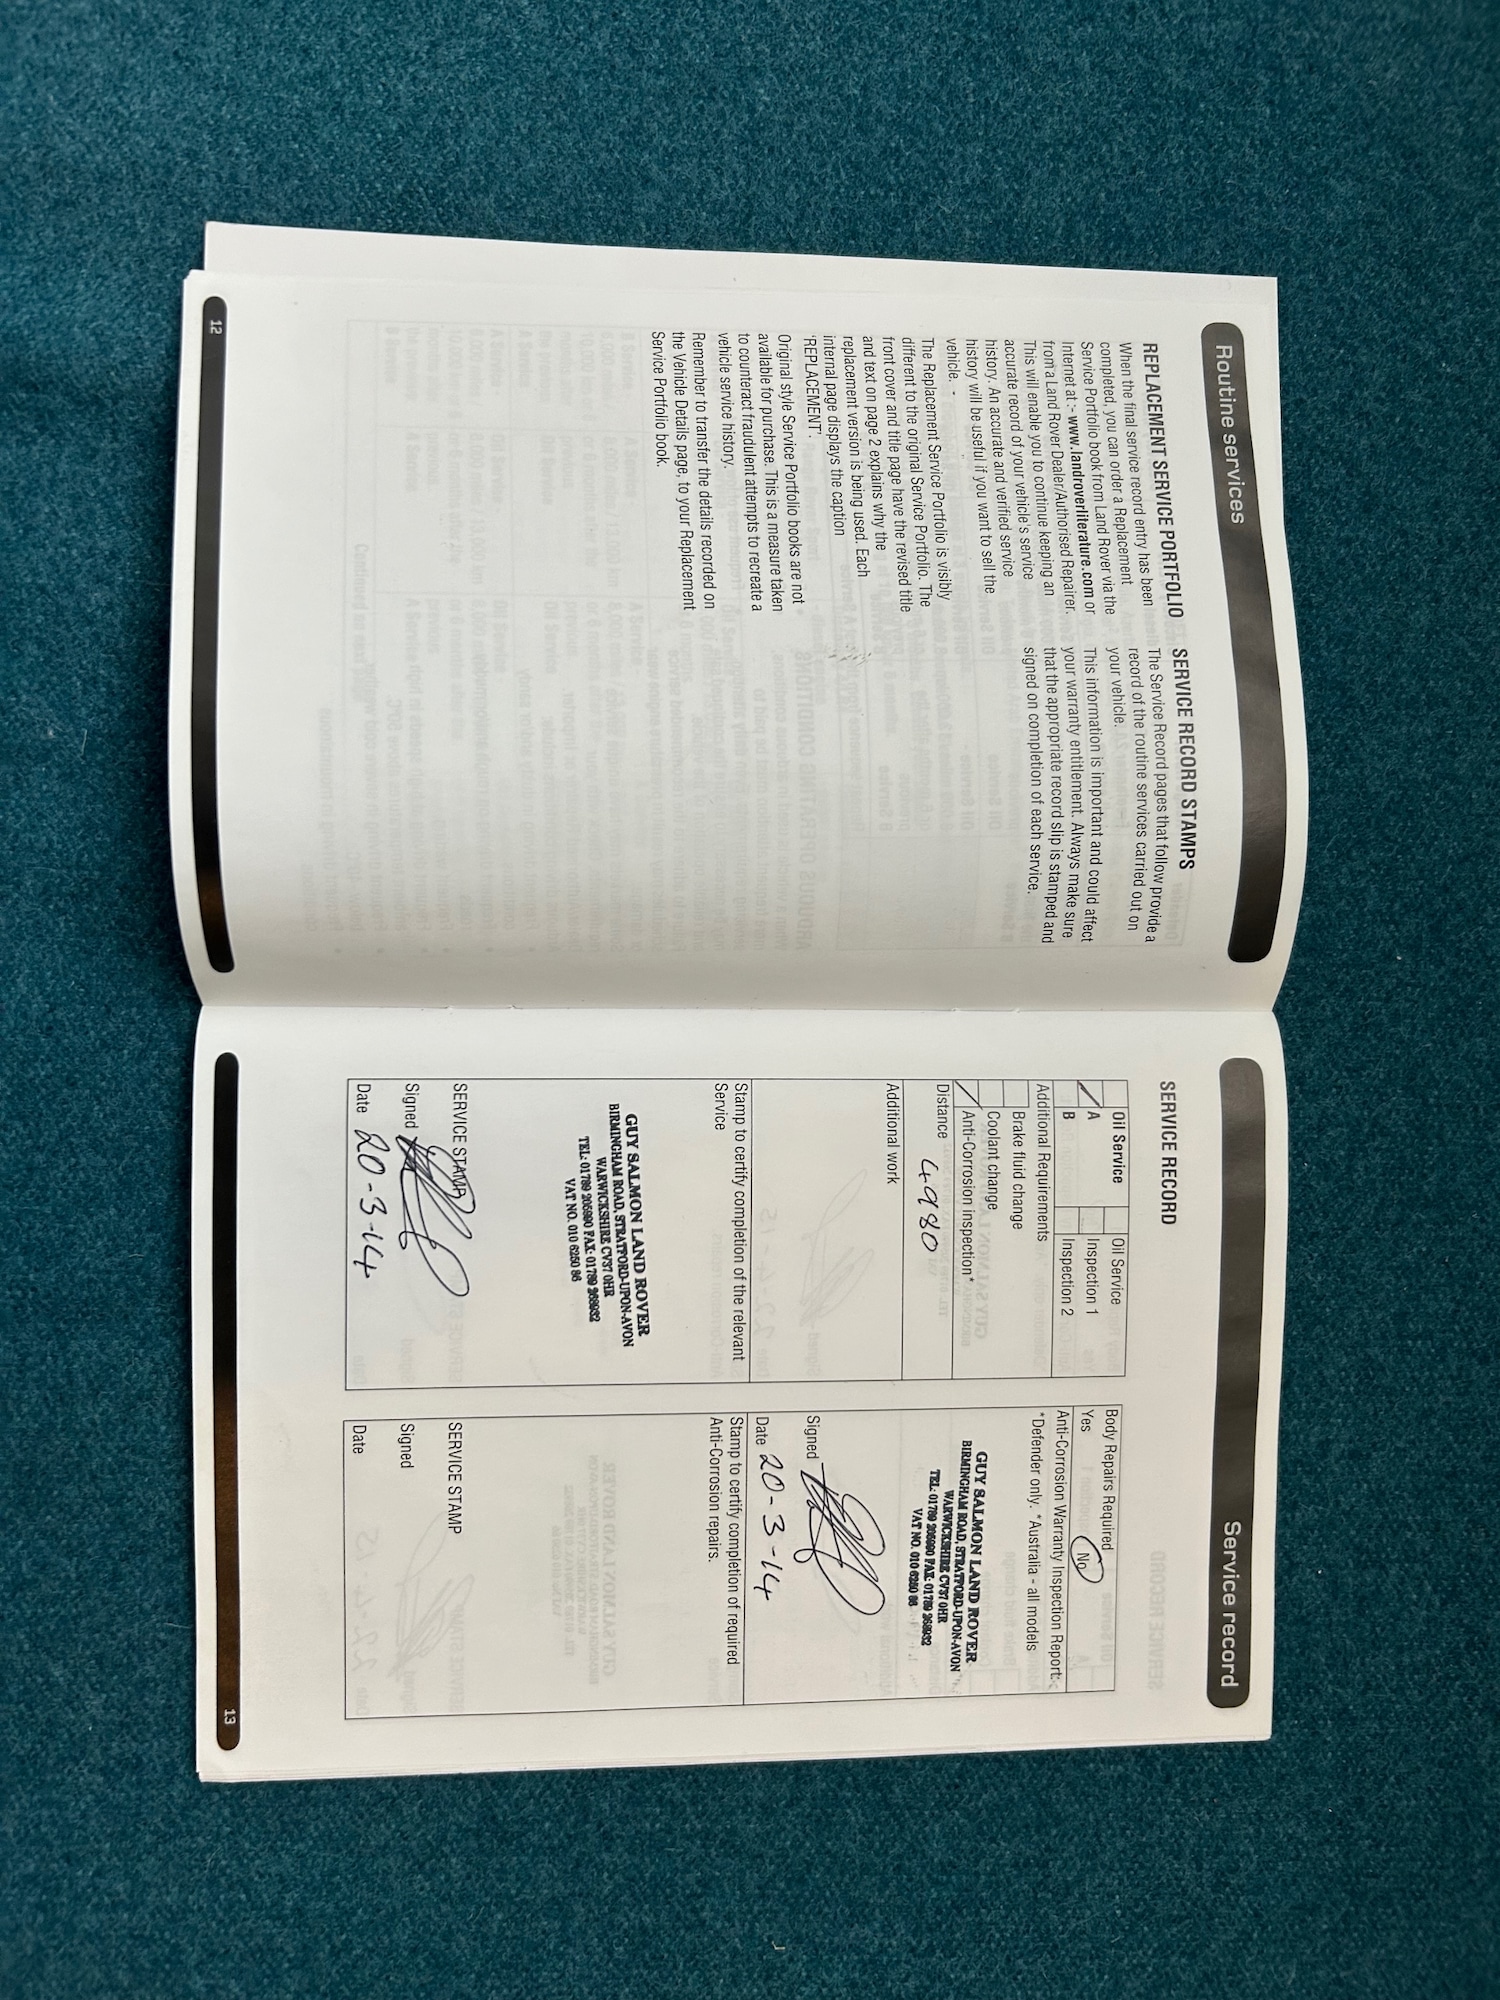 Routine services
REPLACEMENT SERVICE PORTFOLIO
When the final service record entry has been
completed, you can order a Replacement
Service Portfolio book from Land Rover via the
Internet at :- www.landroverliterature.com or
from a Land Rover Dealer/Authorised Repairer.
This will enable you to continue keeping an
accurate record of your vehicle's service
history. An accurate and verified service
history will be useful if you want to sell the
vehicle.
The Replacement Service Portfolio is visibly
different to the original Service Portfolio. The
front cover and title page have the revised title
and text on page 2 explains why the
replacement version is being used. Each
internal page displays the caption
'REPLACEMENT'.
Original style Service Portfolio books are not
available for purchase. This is a measure taken
to counteract fraudulent attempts to recreate a
vehicle service history.
Remember to transfer the details recorded on
the Vehicle Details page, to your Replacement
Service Portfolio book.
SERVICE RECORD STAMPS
The Service Record pages that follow provide a
record of the routine services carried out on
your vehicle.
This information is important and could affect
your warranty entitlement. Always make sure
that the appropriate record slip is stamped and
signed on completion of each service.
12
Service record
SERVICE RECORD
Oil Service Oil Service
A Inspection 1
B Inspection 2
Additional Requirements
Brake fluid change
Coolant change
Anti-Corrosion inspection*
Distance 4980
Additional work
Stamp to certify completion of the relevant
Service
GUY SALMON LAND ROVER
BIRMINGHAM ROAD, STRATFORD-UPON-AVON
WARWICKSHIRE CV37 0HR
TEL: 01789 205990 FAX: 01789 268932
VAT NO. 010 6250 86
SERVICE STAMP
Signed
Date 20-3-14
Body Repairs Required
Yes No
Anti-Corrosion Warranty Inspection Report:
*Defender only. *Australia - all models
GUY SALMON LAND ROVER
BIRMINGHAM ROAD, STRATFORD-UPON-AVON
WARWICKSHIRE CV37 0HR
TEL: 01789 205990 FAX: 01789 268932
VAT NO. 010 6250 86
Signed
Date 20-3-14
Stamp to certify completion of required
Anti-Corrosion repairs.
SERVICE STAMP
Signed
Date
13